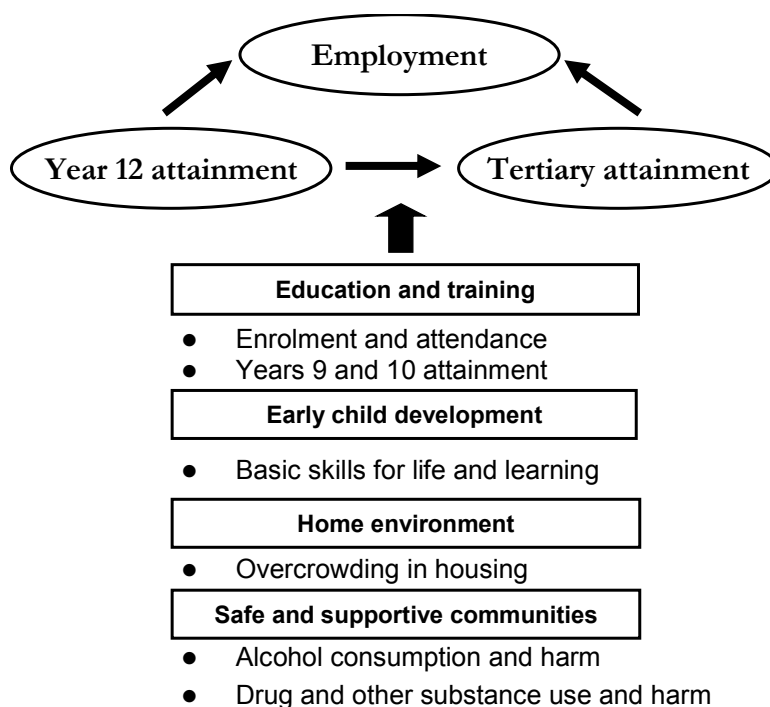 Employment
Year 12 attainment
Tertiary attainment
Education and training
● Enrolment and attendance
● Years 9 and 10 attainment
Early child development
● Basic skills for life and learning
Home environment
● Overcrowding in housing
Safe and supportive communities
● Alcohol consumption and harm
● Drug and other substance use and harm